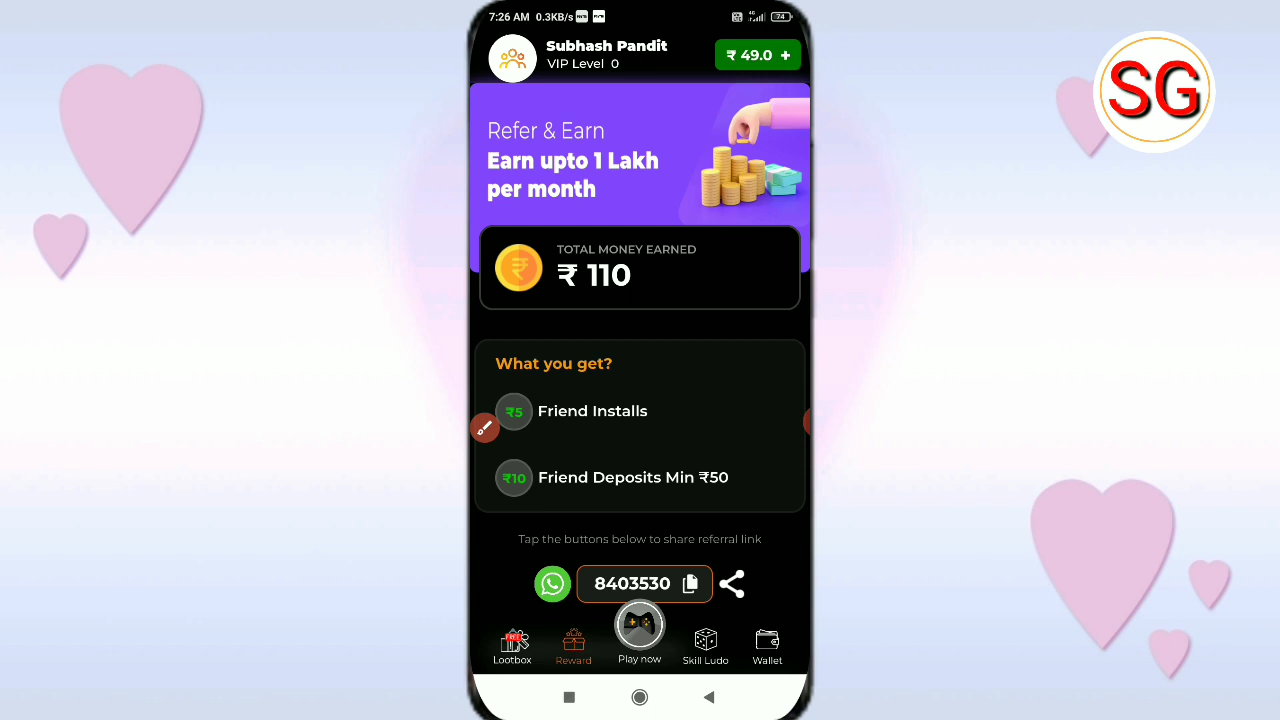 7:26 AM 0.3KB/s
74
Subhash Pandit
VIP Level 0
₹ 49.0 +
SG
Refer & Earn
Earn upto 1 Lakh
per month
TOTAL MONEY EARNED
₹ 110
What you get?
₹5 Friend Installs
₹10 Friend Deposits Min ₹50
Tap the buttons below to share referral link
8403530
FREE
Lootbox
Reward
Play now
Skill Ludo
Wallet